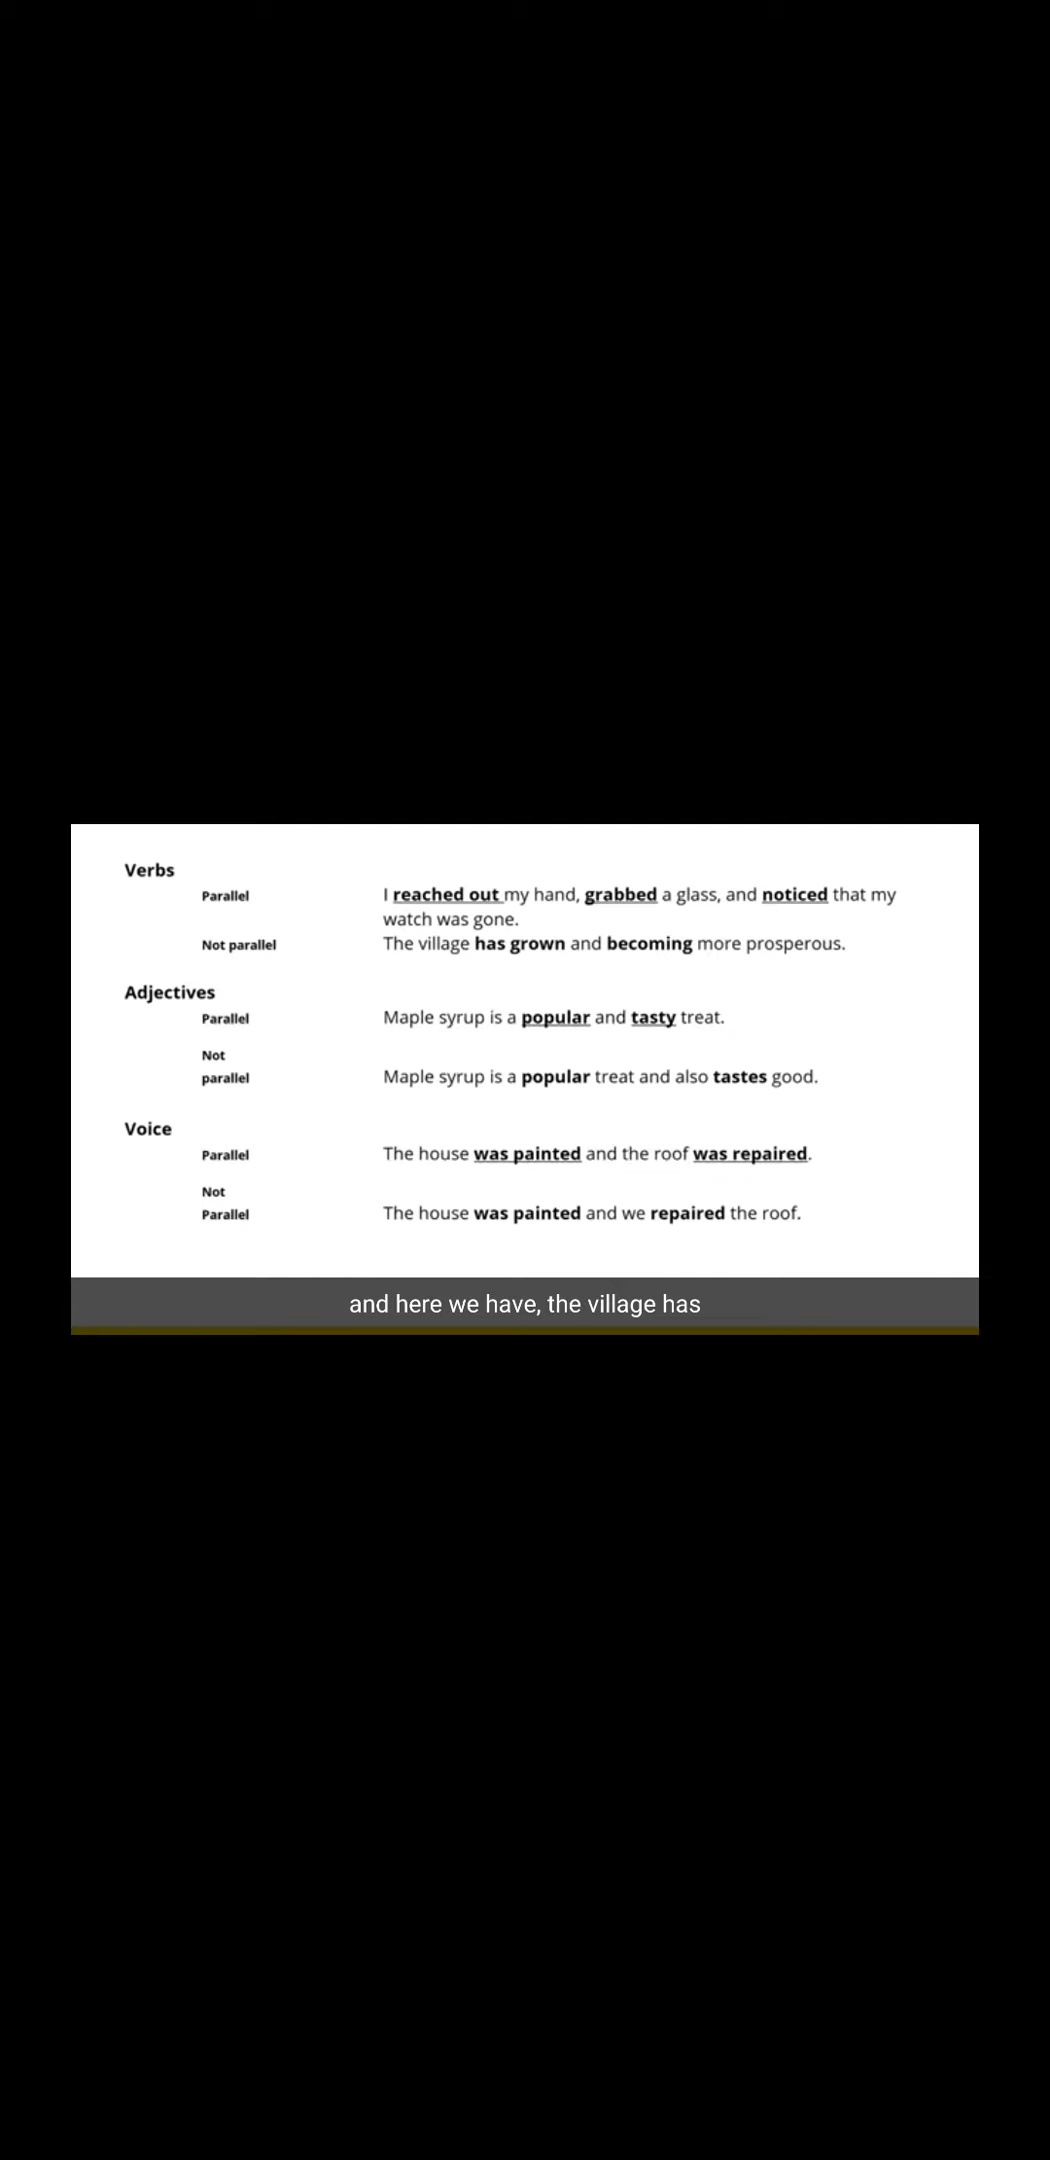 Verbs
Parallel I reached out my hand, grabbed a glass, and noticed that my
watch was gone.
Not parallel The village has grown and becoming more prosperous.
Adjectives
Parallel Maple syrup is a popular and tasty treat.
Not
parallel Maple syrup is a popular treat and also tastes good.
Voice
Parallel The house was painted and the roof was repaired.
Not
Parallel The house was painted and we repaired the roof.
and here we have, the village has